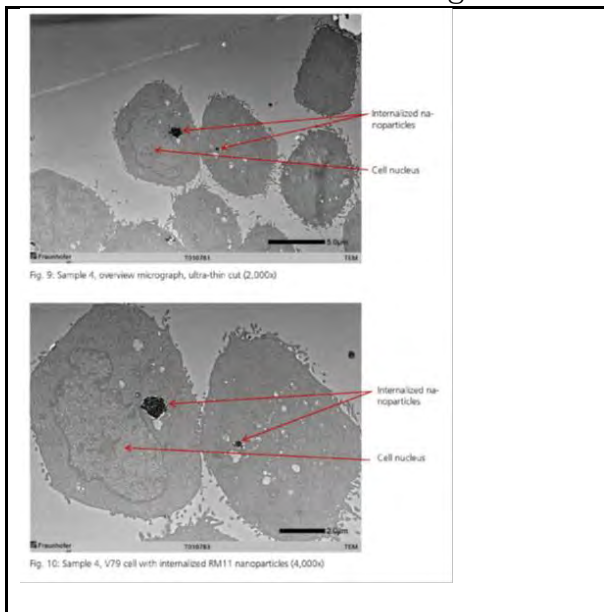 Internalized na-
noparticles
Cell nucleus
5.0µm
Fraunhofer TEM
Fig. 9: Sample 4, overview micrograph, ultra-thin cut (2,000x)
Internalized na-
noparticles
Cell nucleus
2.0µm
Fraunhofer TEM
Fig. 10: Sample 4, V79 cell with internalized RM11 nanoparticles (4,000x)